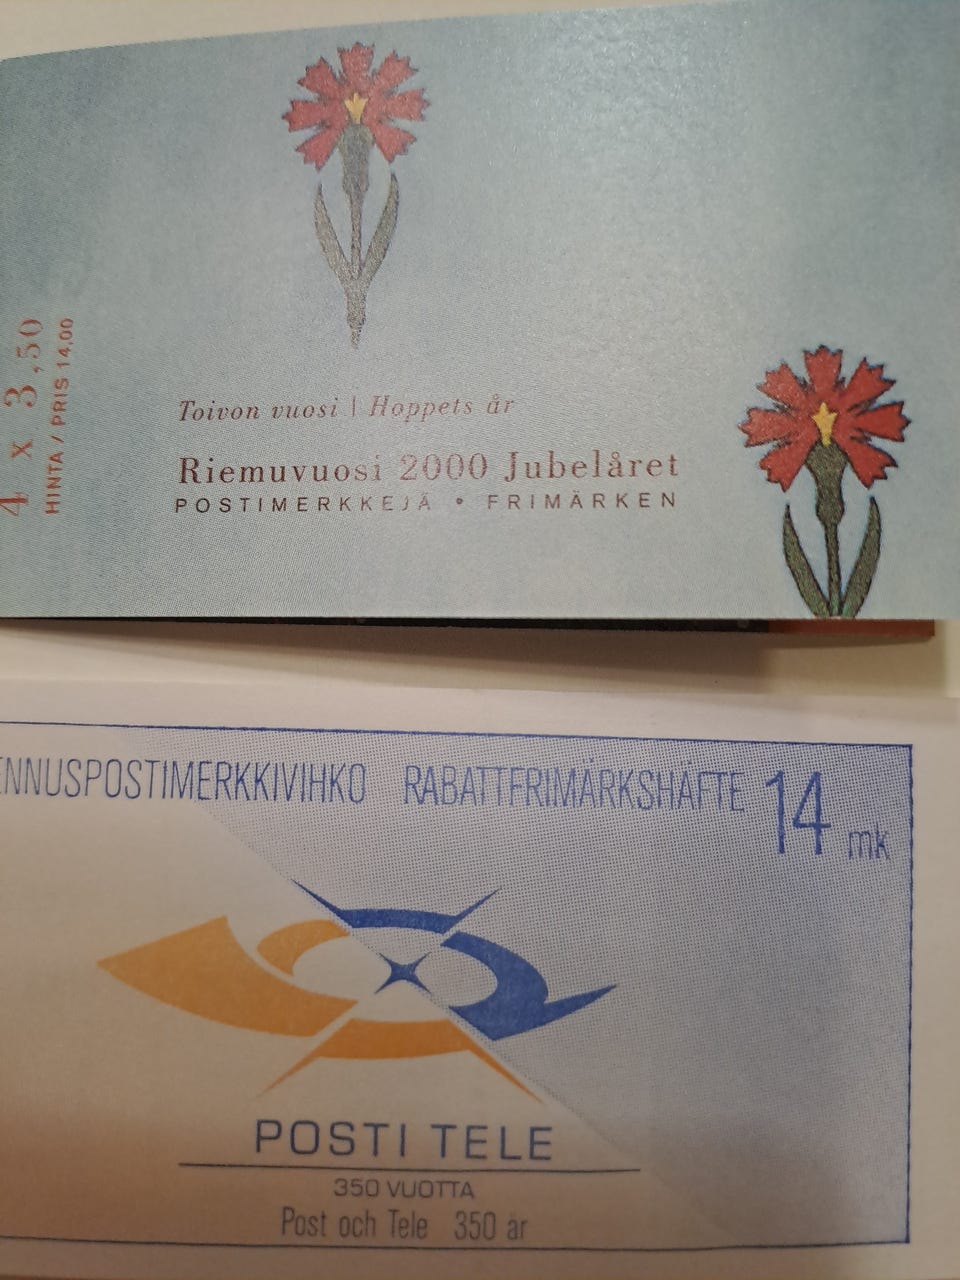 4 x 3,50
HINTA / PRIS 14,00
Toivon vuosi | Hoppets år
Riemuvuosi 2000 Jubelåret
POSTIMERKKEJÄ • FRIMÄRKEN
ENNUSPOSTIMERKKIVIHKO RABATTFRIMÄRKSHÄFTE 14 mk
POSTI TELE
350 VUOTTA
Post och Tele 350 år